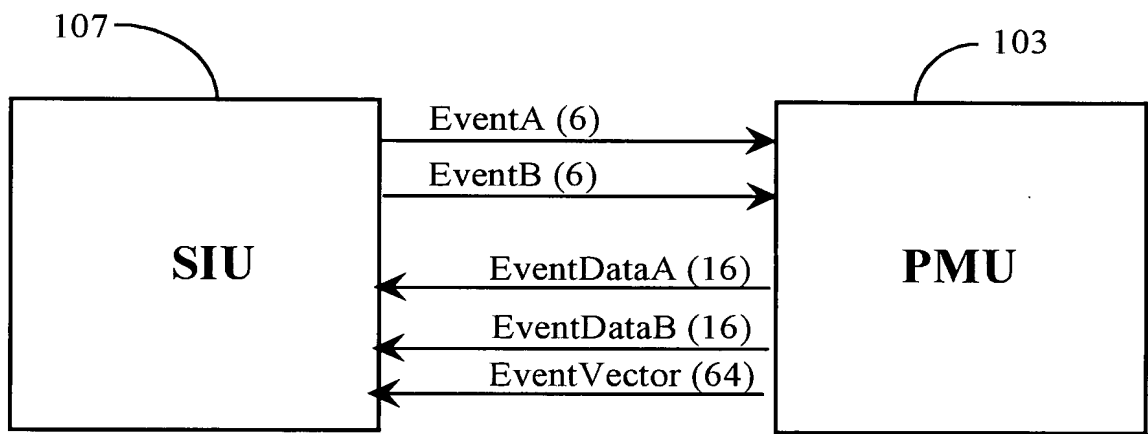 107
103
EventA (6)
EventB (6)
SIU
PMU
EventDataA (16)
EventDataB (16)
EventVector (64)